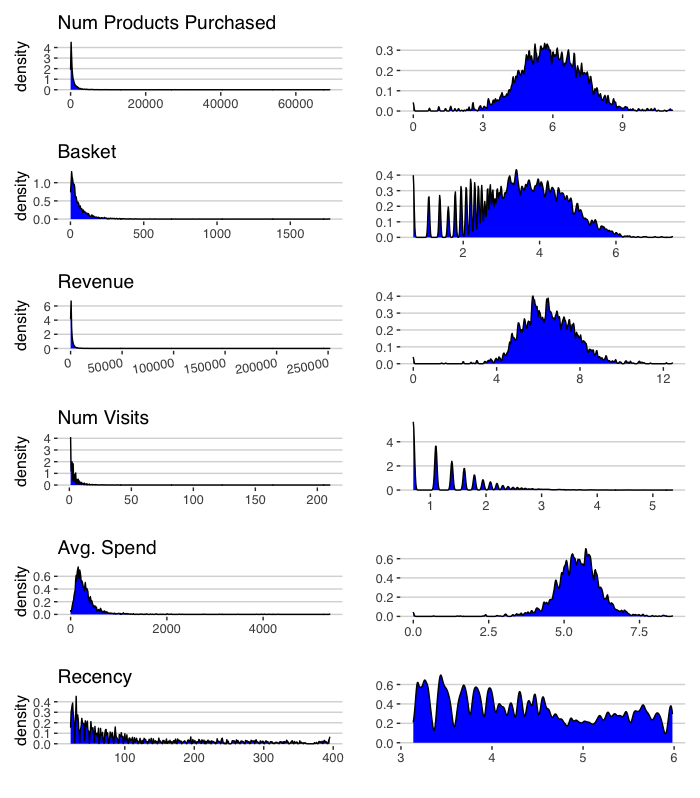 Num Products Purchased
density
4
3
2
1
0
0 20000 40000 60000
0.3
0.2
0.1
0.0
0 3 6 9
Basket
density
1.0
0.5
0.0
0 500 1000 1500
0.4
0.3
0.2
0.1
0.0
2 4 6
Revenue
density
6
4
2
0
0 50000 100000 150000 200000 250000
0.4
0.3
0.2
0.1
0.0
0 4 8 12
Num Visits
density
4
3
2
1
0
0 50 100 150 200
4
2
0
1 2 3 4 5
Avg. Spend
density
0.6
0.4
0.2
0.0
0 2000 4000
0.6
0.4
0.2
0.0
0.0 2.5 5.0 7.5
Recency
density
0.4
0.3
0.2
0.1
0.0
100 200 300 400
0.6
0.4
0.2
0.0
3 4 5 6